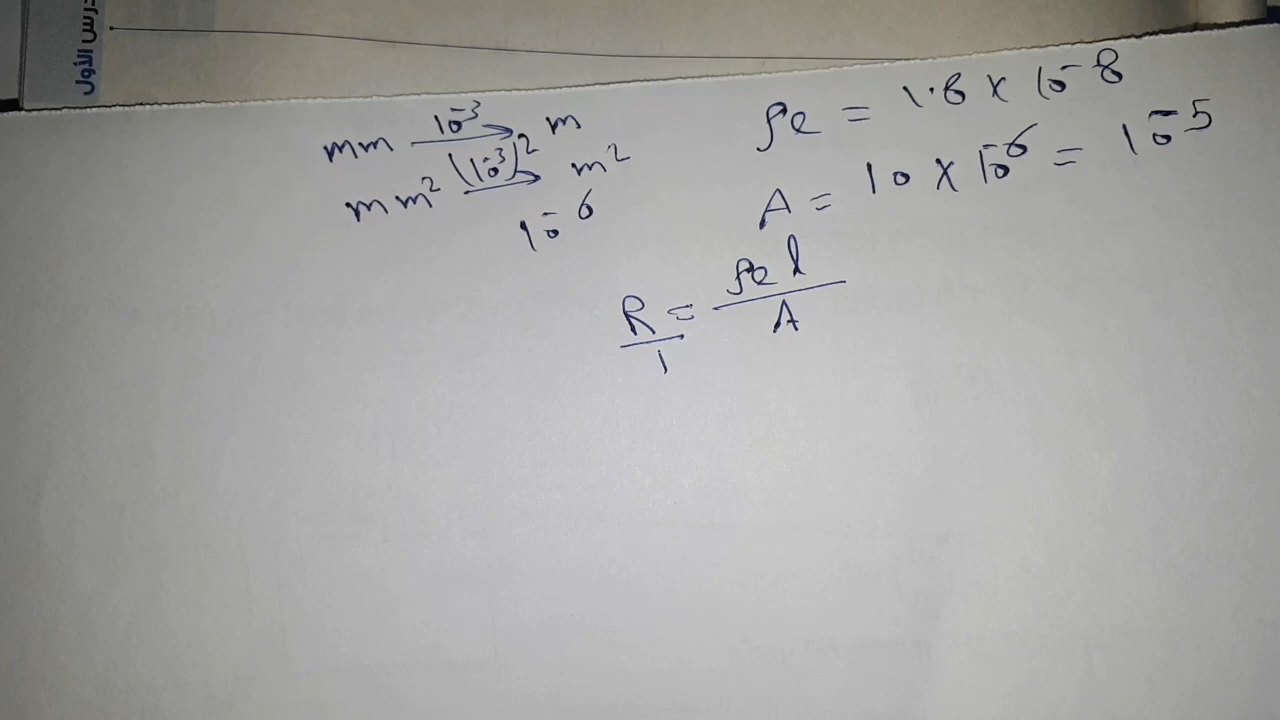 رس الأول
mm 10⁻³→ m
mm² (10⁻³)²→ m²
10⁻⁶
ρe = 1.8 × 10⁻⁸
A = 10 × 10⁻⁶ = 10⁻⁵
R/1 = ρe l/A